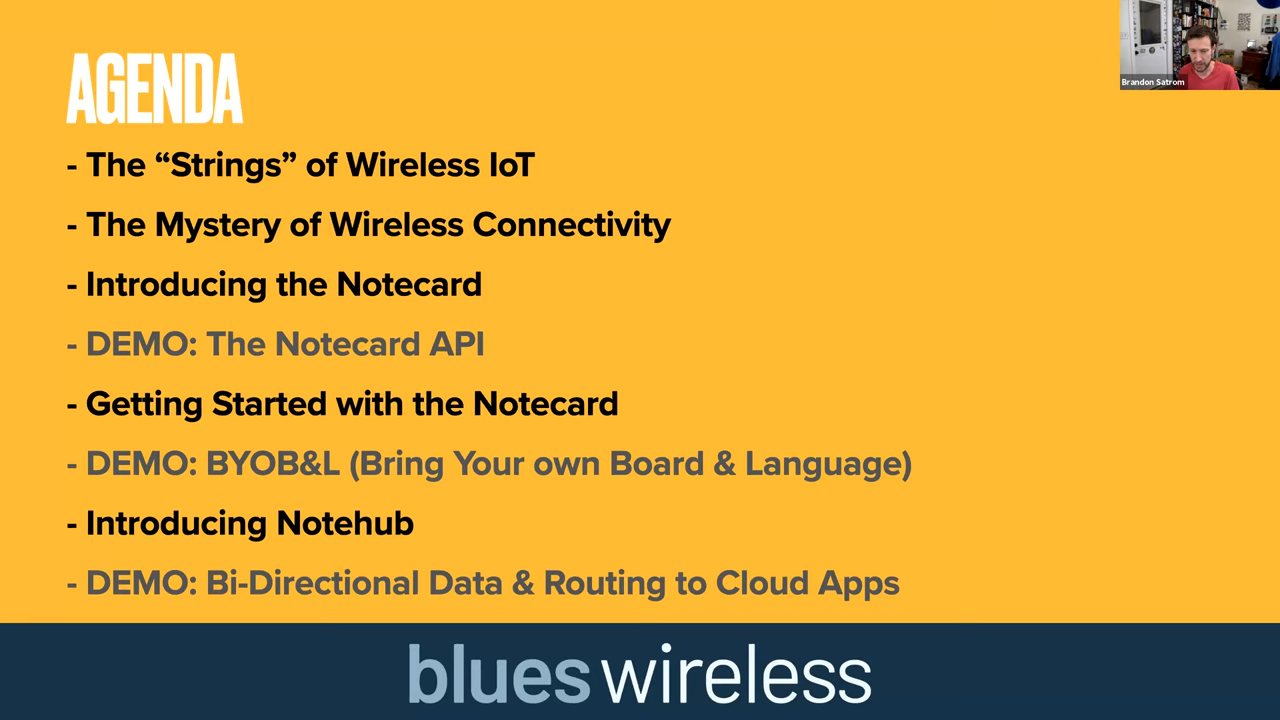 AGENDA
- The “Strings” of Wireless IoT
- The Mystery of Wireless Connectivity
- Introducing the Notecard
- DEMO: The Notecard API
- Getting Started with the Notecard
- DEMO: BYOB&L (Bring Your own Board & Language)
- Introducing Notehub
- DEMO: Bi-Directional Data & Routing to Cloud Apps
blues wireless
Brandon Satrom